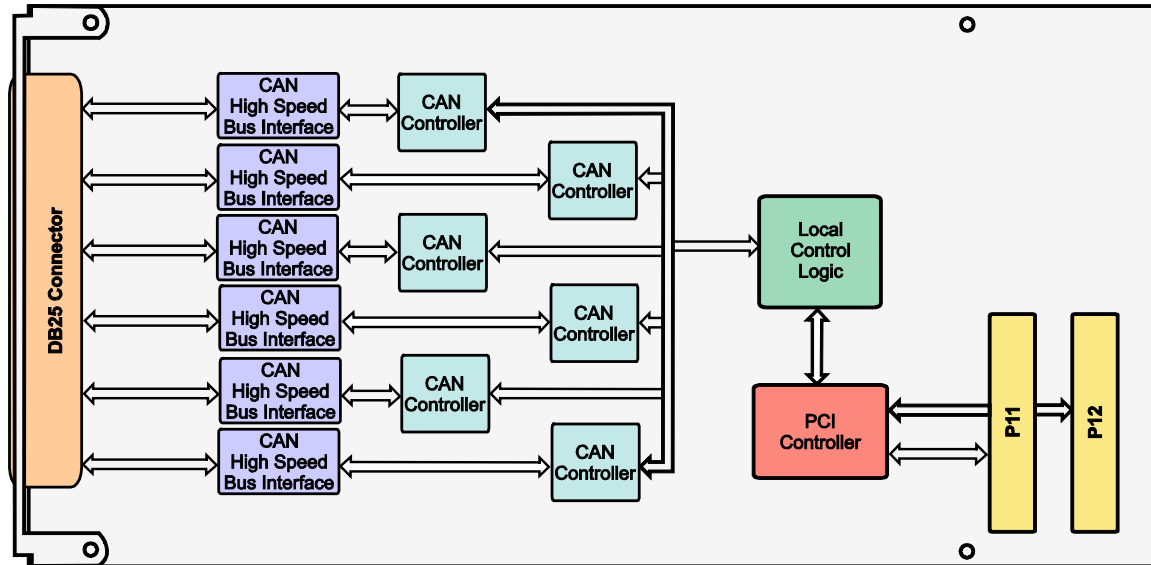 DB25 Connector
CAN
High Speed
Bus Interface
CAN
Controller
CAN
High Speed
Bus Interface
CAN
Controller
CAN
High Speed
Bus Interface
CAN
Controller
CAN
High Speed
Bus Interface
CAN
Controller
CAN
High Speed
Bus Interface
CAN
Controller
CAN
High Speed
Bus Interface
CAN
Controller
Local
Control
Logic
PCI
Controller
P11
P12